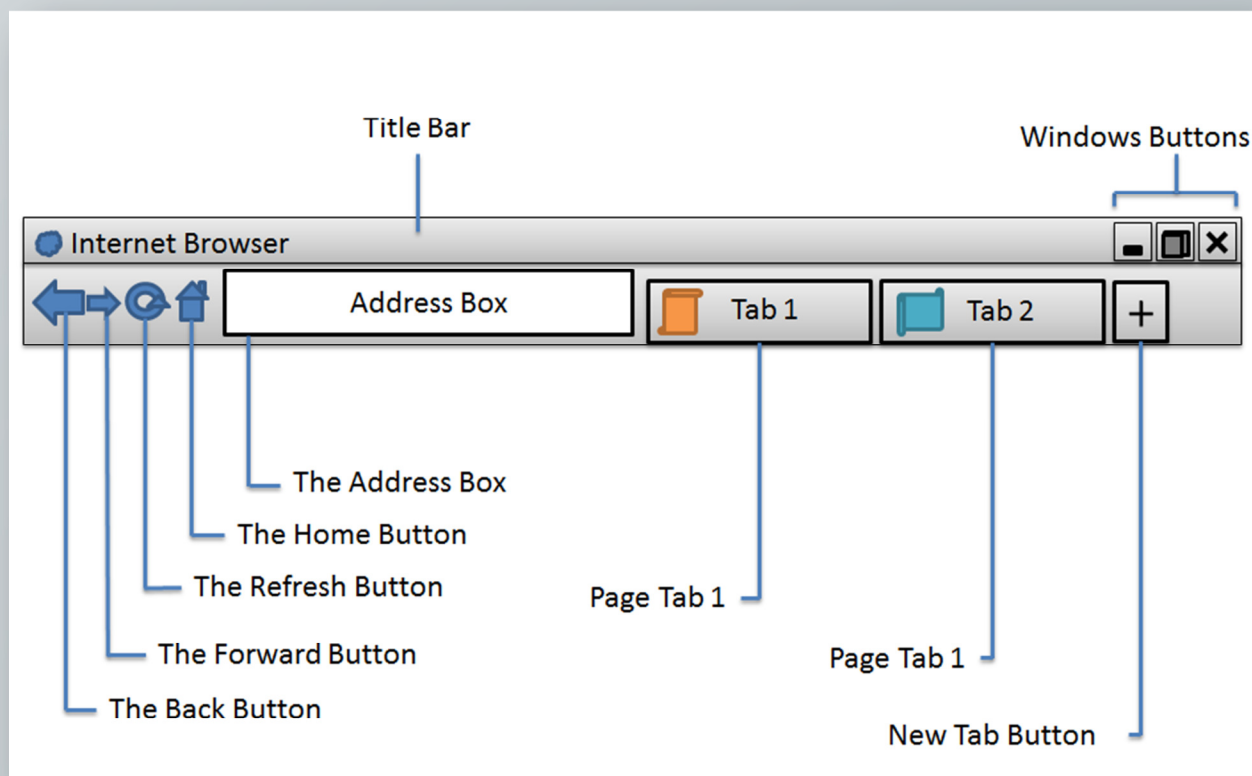 Title Bar
Windows Buttons
Internet Browser
Address Box
Tab 1
Tab 2
+
The Address Box
The Home Button
The Refresh Button
Page Tab 1
The Forward Button
Page Tab 1
The Back Button
New Tab Button